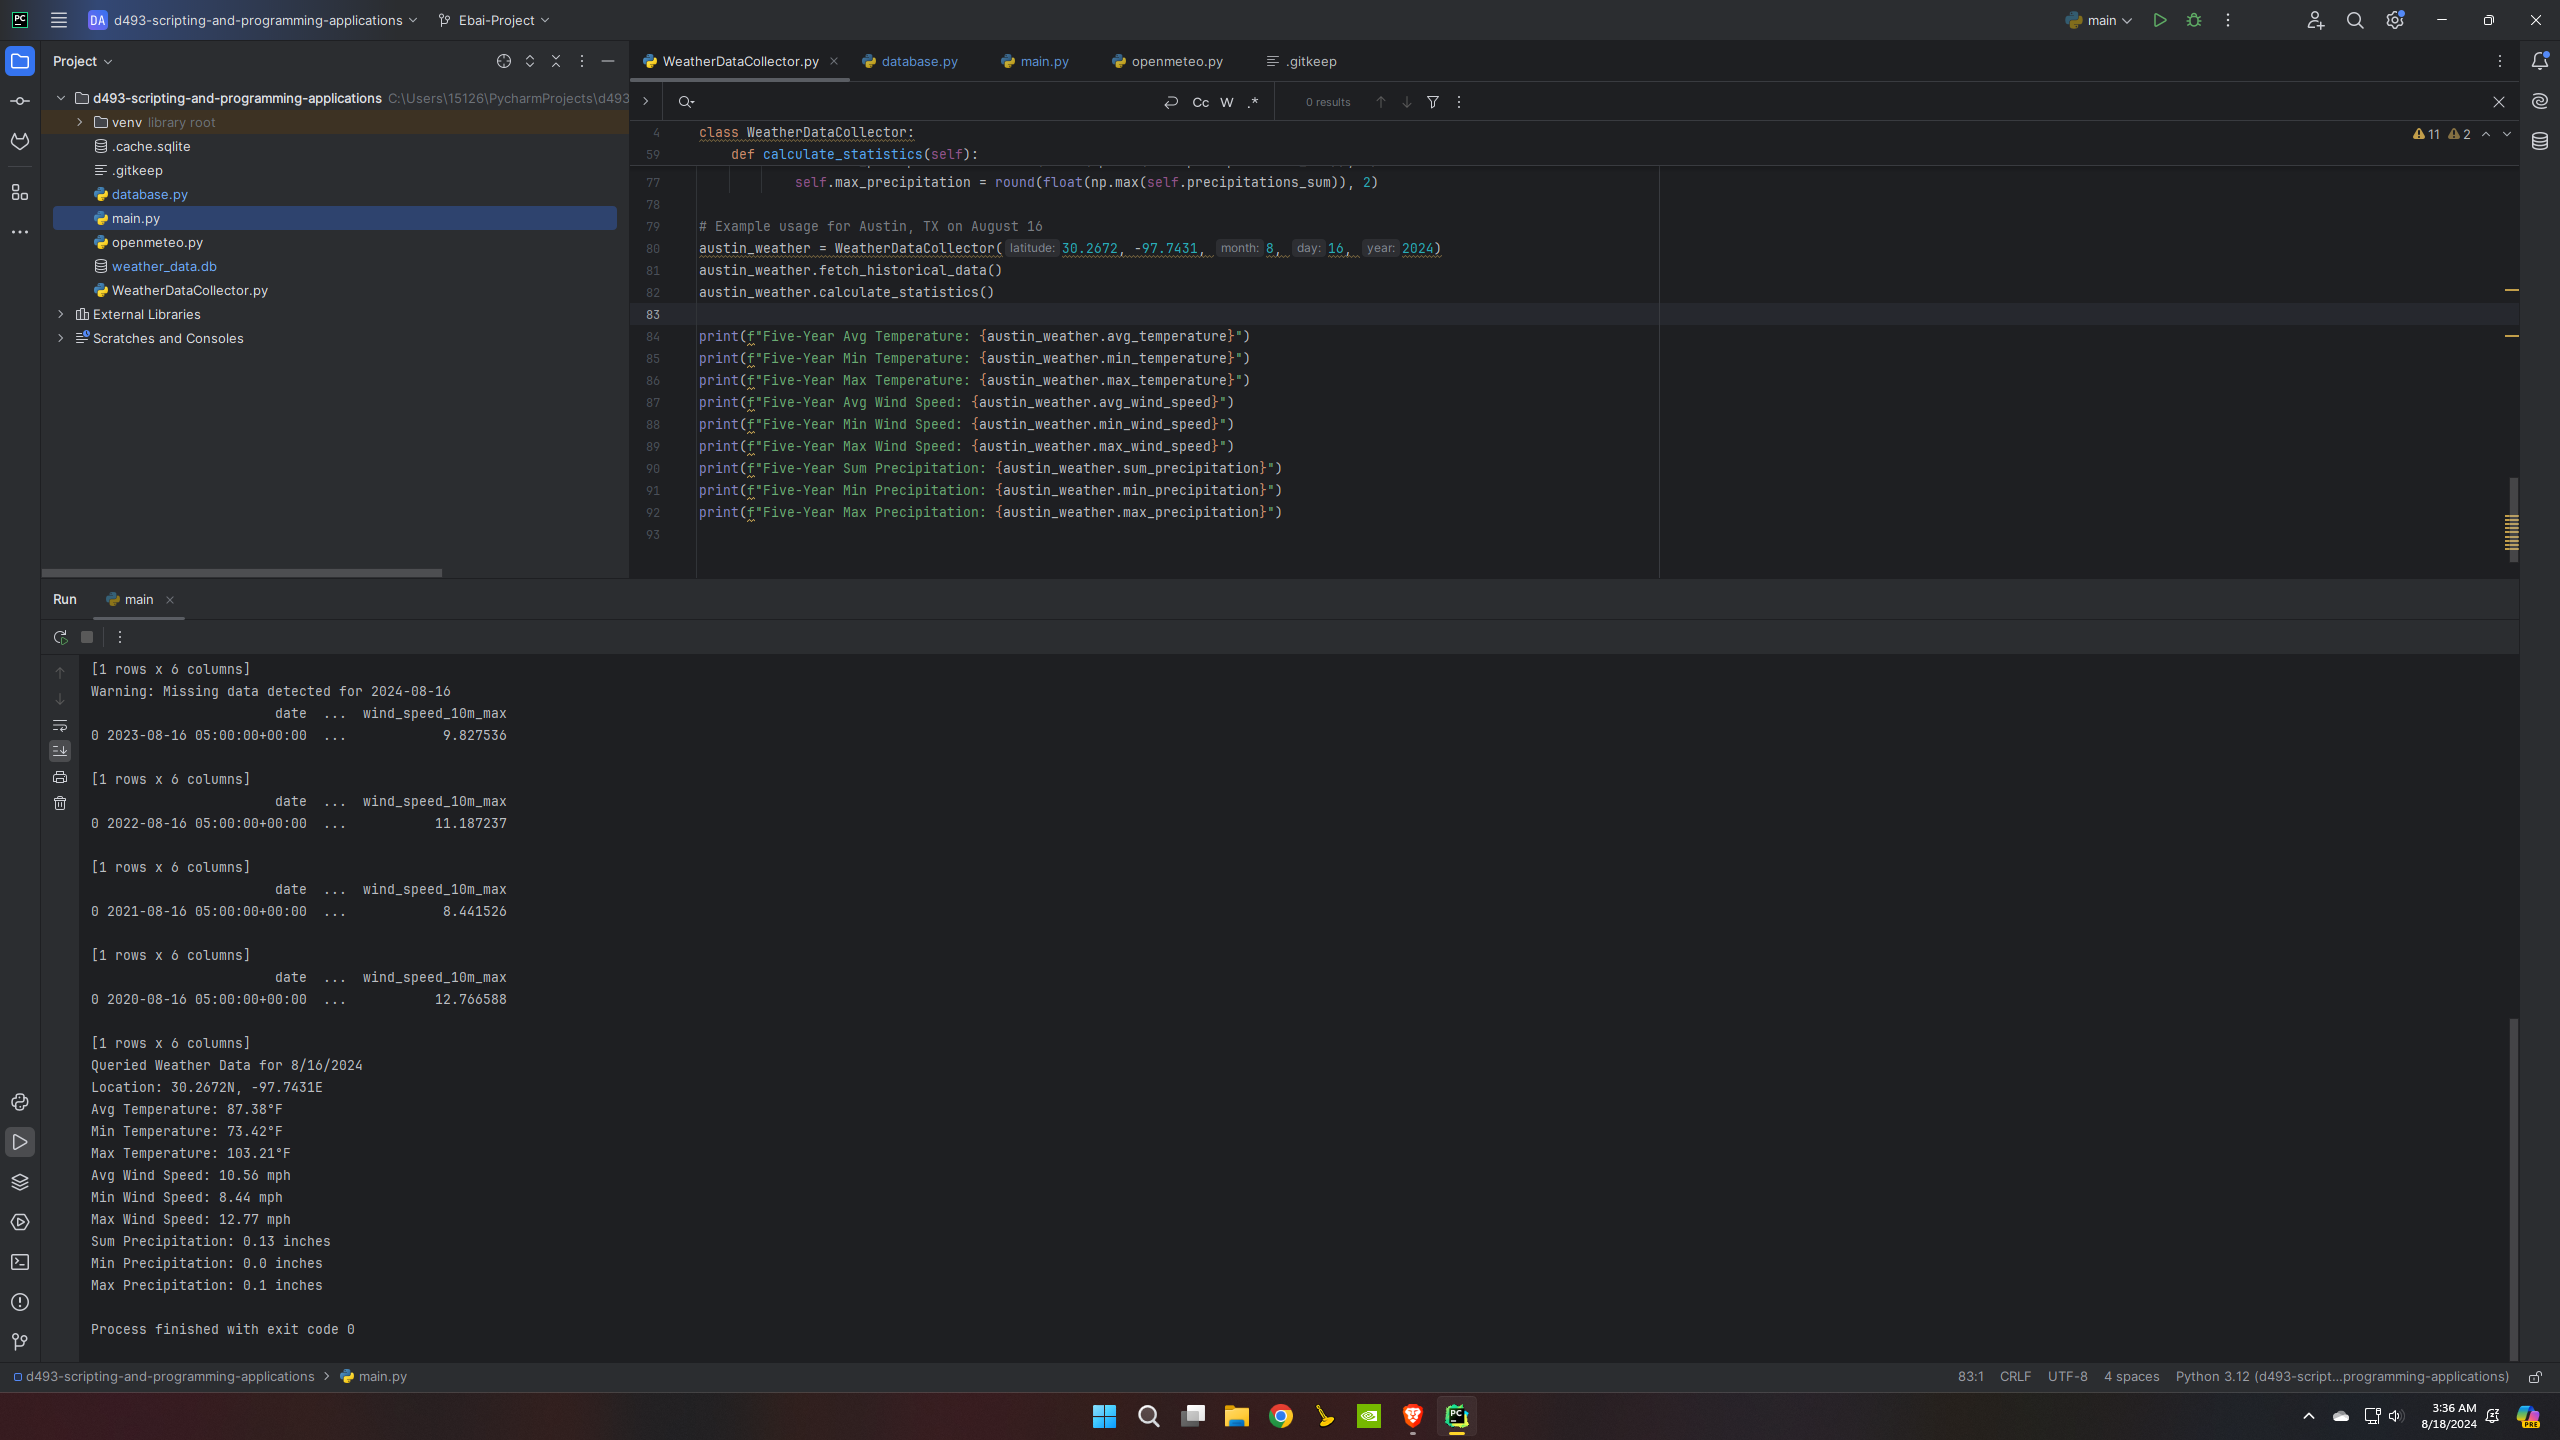 PC
DA d493-scripting-and-programming-applications Ebai-Project main
Project
d493-scripting-and-programming-applications C:\Users\15126\PycharmProjects\d493
venv library root
.cache.sqlite
.gitkeep
database.py
main.py
openmeteo.py
weather_data.db
WeatherDataCollector.py
External Libraries
Scratches and Consoles
WeatherDataCollector.py database.py main.py openmeteo.py .gitkeep
Cc W .* 0 results
11 2
4 class WeatherDataCollector:
59 def calculate_statistics(self):
77 self.max_precipitation = round(float(np.max(self.precipitations_sum)), 2)
78
79 # Example usage for Austin, TX on August 16
80 austin_weather = WeatherDataCollector( latitude: 30.2672, -97.7431, month: 8, day: 16, year: 2024)
81 austin_weather.fetch_historical_data()
82 austin_weather.calculate_statistics()
83
84 print(f"Five-Year Avg Temperature: {austin_weather.avg_temperature}")
85 print(f"Five-Year Min Temperature: {austin_weather.min_temperature}")
86 print(f"Five-Year Max Temperature: {austin_weather.max_temperature}")
87 print(f"Five-Year Avg Wind Speed: {austin_weather.avg_wind_speed}")
88 print(f"Five-Year Min Wind Speed: {austin_weather.min_wind_speed}")
89 print(f"Five-Year Max Wind Speed: {austin_weather.max_wind_speed}")
90 print(f"Five-Year Sum Precipitation: {austin_weather.sum_precipitation}")
91 print(f"Five-Year Min Precipitation: {austin_weather.min_precipitation}")
92 print(f"Five-Year Max Precipitation: {austin_weather.max_precipitation}")
93
Run main
[1 rows x 6 columns]
Warning: Missing data detected for 2024-08-16
date ... wind_speed_10m_max
0 2023-08-16 05:00:00+00:00 ... 9.827536
[1 rows x 6 columns]
date ... wind_speed_10m_max
0 2022-08-16 05:00:00+00:00 ... 11.187237
[1 rows x 6 columns]
date ... wind_speed_10m_max
0 2021-08-16 05:00:00+00:00 ... 8.441526
[1 rows x 6 columns]
date ... wind_speed_10m_max
0 2020-08-16 05:00:00+00:00 ... 12.766588
[1 rows x 6 columns]
Queried Weather Data for 8/16/2024
Location: 30.2672N, -97.7431E
Avg Temperature: 87.38°F
Min Temperature: 73.42°F
Max Temperature: 103.21°F
Avg Wind Speed: 10.56 mph
Min Wind Speed: 8.44 mph
Max Wind Speed: 12.77 mph
Sum Precipitation: 0.13 inches
Min Precipitation: 0.0 inches
Max Precipitation: 0.1 inches
Process finished with exit code 0
d493-scripting-and-programming-applications main.py
83:1 CRLF UTF-8 4 spaces Python 3.12 (d493-script...programming-applications)
PC
3:36 AM
8/18/2024
PRE